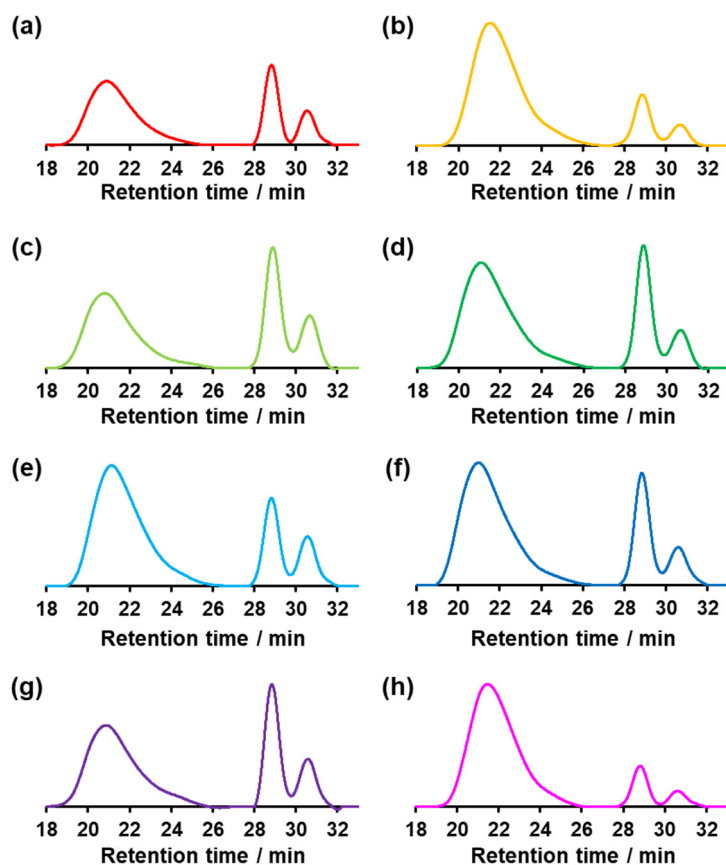 (a) (b)
18 20 22 24 26 28 30 32 18 20 22 24 26 28 30 32
Retention time / min Retention time / min
(c) (d)
18 20 22 24 26 28 30 32 18 20 22 24 26 28 30 32
Retention time / min Retention time / min
(e) (f)
18 20 22 24 26 28 30 32 18 20 22 24 26 28 30 32
Retention time / min Retention time / min
(g) (h)
18 20 22 24 26 28 30 32 18 20 22 24 26 28 30 32
Retention time / min Retention time / min